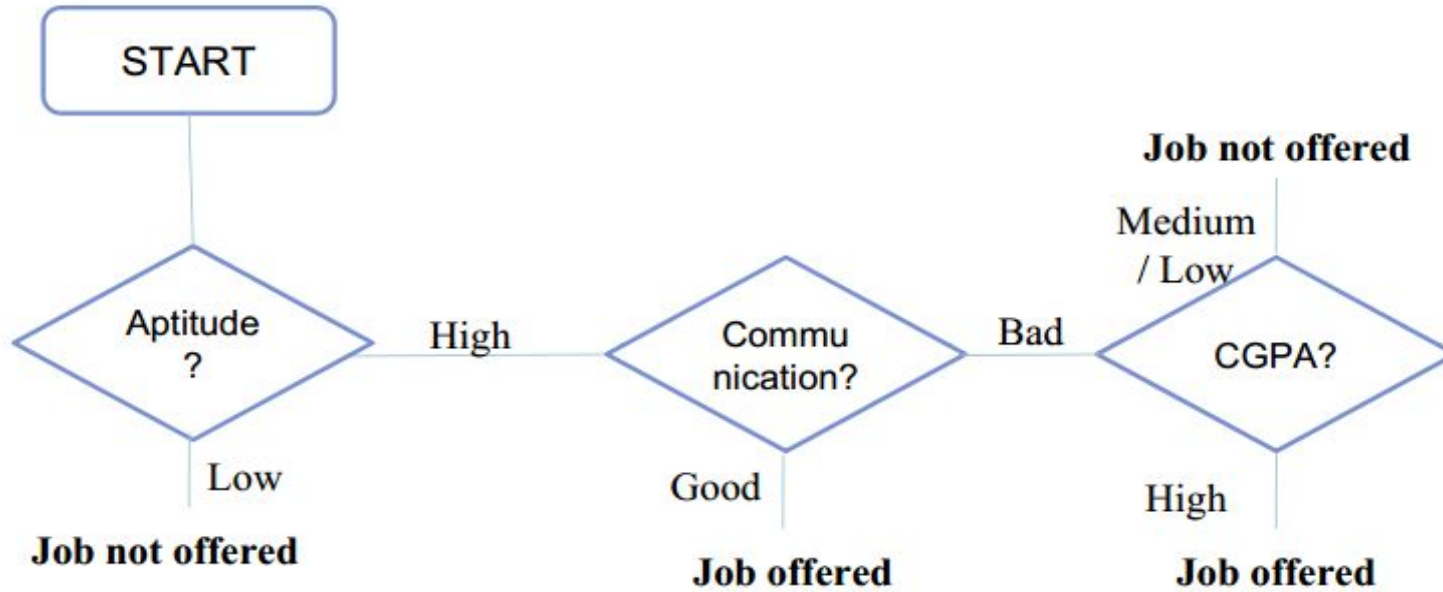 START
Job not offered
Medium
/ Low
Aptitude
?
High
Commu
nication?
Bad
CGPA?
Low
Good
High
Job not offered
Job offered
Job offered